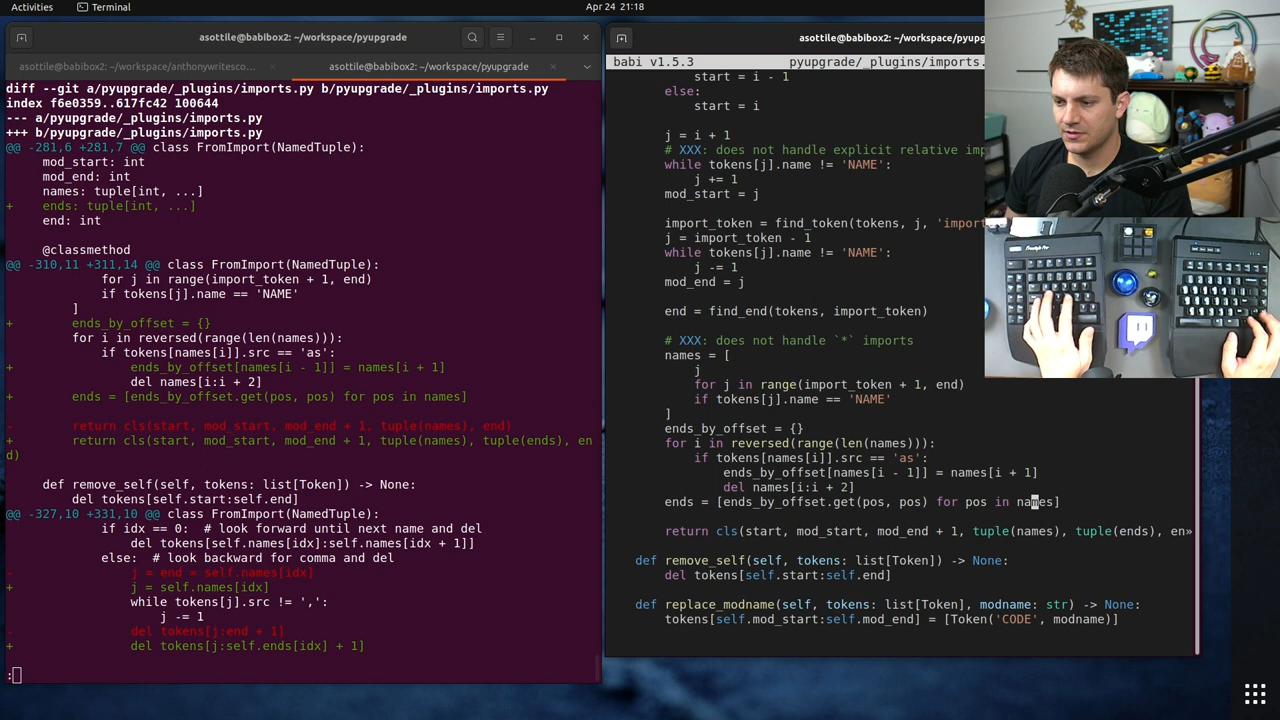 Activities Terminal Apr 24 21:18
asottile@babibox2: ~/workspace/pyupgrade
asottile@babibox2: ~/workspace/anthonywritesco… × asottile@babibox2: ~/workspace/pyupgrade ×
diff --git a/pyupgrade/_plugins/imports.py b/pyupgrade/_plugins/imports.py
index f6e0359..617fc42 100644
--- a/pyupgrade/_plugins/imports.py
+++ b/pyupgrade/_plugins/imports.py
@@ -281,6 +281,7 @@ class FromImport(NamedTuple):
     mod_start: int
     mod_end: int
     names: tuple[int, ...]
+    ends: tuple[int, ...]
     end: int

     @classmethod
@@ -310,11 +311,14 @@ class FromImport(NamedTuple):
             for j in range(import_token + 1, end)
             if tokens[j].name == 'NAME'
         ]
+        ends_by_offset = {}
         for i in reversed(range(len(names))):
             if tokens[names[i]].src == 'as':
+                ends_by_offset[names[i - 1]] = names[i + 1]
                 del names[i:i + 2]
+        ends = [ends_by_offset.get(pos, pos) for pos in names]

-        return cls(start, mod_start, mod_end + 1, tuple(names), end)
+        return cls(start, mod_start, mod_end + 1, tuple(names), tuple(ends), en
d)

     def remove_self(self, tokens: list[Token]) -> None:
         del tokens[self.start:self.end]
@@ -327,10 +331,10 @@ class FromImport(NamedTuple):
             if idx == 0:  # look forward until next name and del
                 del tokens[self.names[idx]:self.names[idx + 1]]
             else:  # look backward for comma and del
-                j = end = self.names[idx]
+                j = self.names[idx]
                 while tokens[j].src != ',':
                     j -= 1
-                del tokens[j:end + 1]
+                del tokens[j:self.ends[idx] + 1]

:
asottile@babibox2: ~/workspace/pyupg
babi v1.5.3 pyupgrade/_plugins/imports.
            start = i - 1
        else:
            start = i

        j = i + 1
        # XXX: does not handle explicit relative imp
        while tokens[j].name != 'NAME':
            j += 1
        mod_start = j

        import_token = find_token(tokens, j, 'impor
        j = import_token - 1
        while tokens[j].name != 'NAME':
            j -= 1
        mod_end = j

        end = find_end(tokens, import_token)

        # XXX: does not handle `*` imports
        names = [
            j
            for j in range(import_token + 1, end)
            if tokens[j].name == 'NAME'
        ]
        ends_by_offset = {}
        for i in reversed(range(len(names))):
            if tokens[names[i]].src == 'as':
                ends_by_offset[names[i - 1]] = names[i + 1]
                del names[i:i + 2]
        ends = [ends_by_offset.get(pos, pos) for pos in names]

        return cls(start, mod_start, mod_end + 1, tuple(names), tuple(ends), en»

    def remove_self(self, tokens: list[Token]) -> None:
        del tokens[self.start:self.end]

    def replace_modname(self, tokens: list[Token], modname: str) -> None:
        tokens[self.mod_start:self.mod_end] = [Token('CODE', modname)]